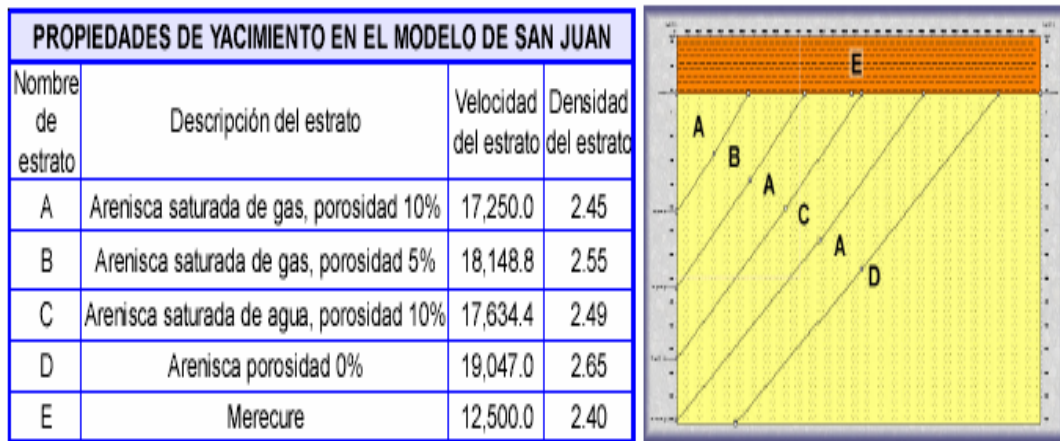 PROPIEDADES DE YACIMIENTO EN EL MODELO DE SAN JUAN
Nombre de estrato Descripción del estrato Velocidad del estrato Densidad del estrato
A Arenisca saturada de gas, porosidad 10% 17,250.0 2.45
B Arenisca saturada de gas, porosidad 5% 18,148.8 2.55
C Arenisca saturada de agua, porosidad 10% 17,634.4 2.49
D Arenisca porosidad 0% 19,047.0 2.65
E Merecure 12,500.0 2.40
E
A
B
A
C
A
D